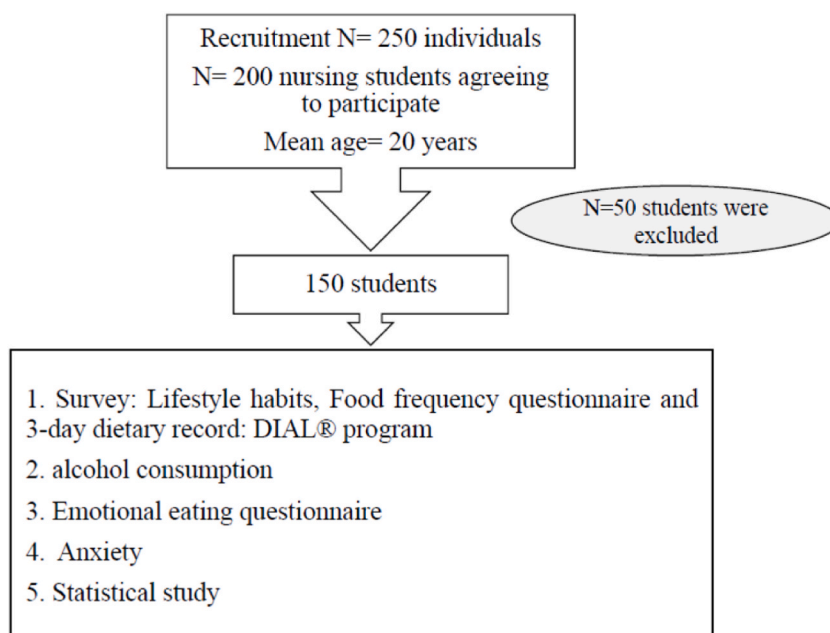 Recruitment N= 250 individuals
N= 200 nursing students agreeing
to participate
Mean age= 20 years
N=50 students were
excluded
150 students
1. Survey: Lifestyle habits, Food frequency questionnaire and
3-day dietary record: DIAL® program
2. alcohol consumption
3. Emotional eating questionnaire
4. Anxiety
5. Statistical study